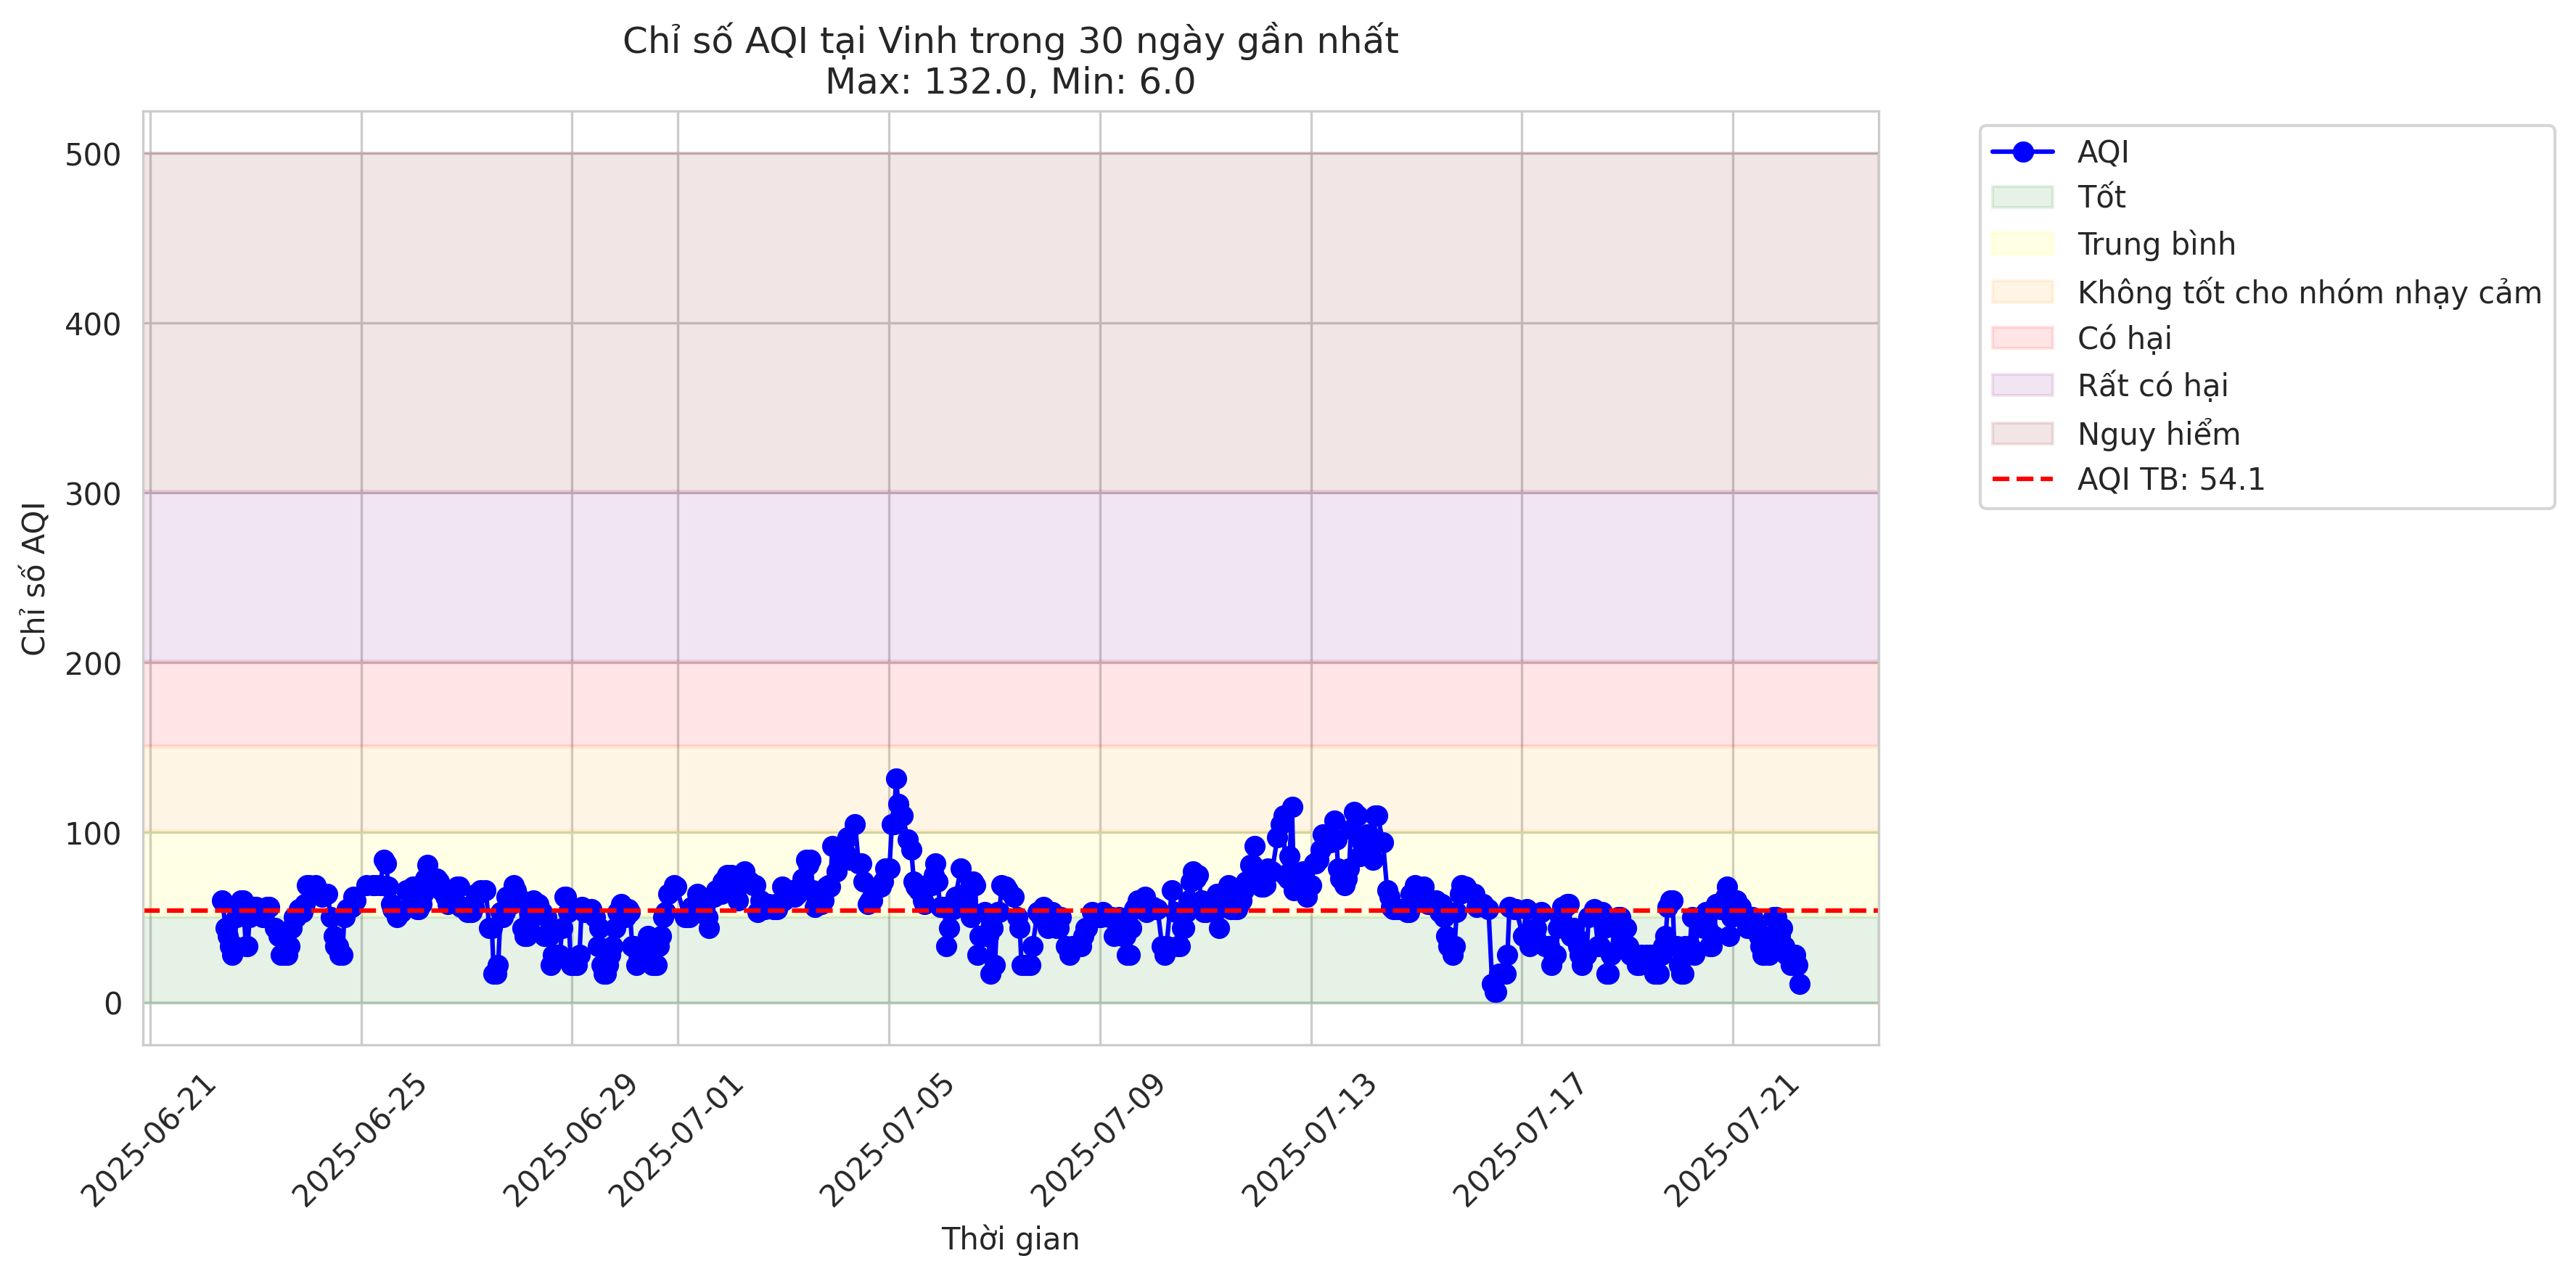 Chỉ số AQI tại Vinh trong 30 ngày gần nhất
Max: 132.0, Min: 6.0
Chỉ số AQI
500
400
300
200
100
0
2025-06-21
2025-06-25
2025-06-29
2025-07-01
2025-07-05
2025-07-09
2025-07-13
2025-07-17
2025-07-21
Thời gian
AQI
Tốt
Trung bình
Không tốt cho nhóm nhạy cảm
Có hại
Rất có hại
Nguy hiểm
AQI TB: 54.1